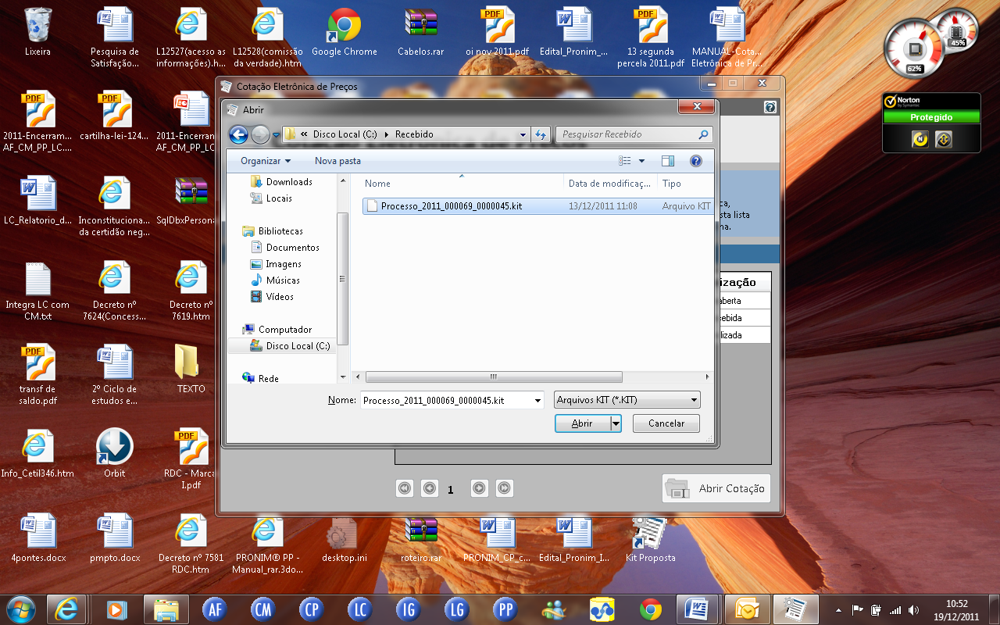 Lixeira
Pesquisa de
Satisfação...
L12527(acesso as
informações).h...
L12528(comissão
da verdade).htm
Google Chrome
Cabelos.rar
oi nov 2011.pdf
Edital_Pronim_...
13 segunda
percela 2011.pdf
MANUAL-Cota...
Eletrônica de Pr...
45%
62%
Norton
by Symantec
Protegido
2011-Encerram...
AF_CM_PP_LC....
cartilha-lei-124...
2011-Encerram
AF_CM_PP_LC
LC_Relatorio_d...
Inconstituciona...
da certidão neg...
SqlDbxPersona
Integra LC com
CM.txt
Decreto nº
7624(Concess...
Decreto nº
7619.htm
transf de
saldo.pdf
2º Ciclo de
estudos e...
TEXTO
Info_Cetil346.htm
Orbit
RDC - Marca
I.pdf
Cotação Eletrônica de Preços
Abrir
« Disco Local (C:) Recebido
Pesquisar Recebido
Organizar
Nova pasta
Downloads
Locais
Bibliotecas
Documentos
Imagens
Músicas
Vídeos
Computador
Disco Local (C:)
Rede
Nome
Data de modificaç...
Tipo
Processo_2011_000069_0000045.kit
13/12/2011 11:08
Arquivo KIT
Nome:
Processo_2011_000069_0000045.kit
Arquivos KIT (*.KIT)
Abrir
Cancelar
ca,
sta lista
na.
ização
aberta
cebida
lizada
1
Abrir Cotação
4pontes.docx
pmpto.docx
Decreto nº 7581
RDC.htm
PRONIM® PP -
Manual_rar.3do...
desktop.ini
roteiro.rar
PRONIM_CP_c...
Edital_Pronim_I...
Kit Proposta
AF
CM
CP
LC
IG
LG
PP
10:52
19/12/2011